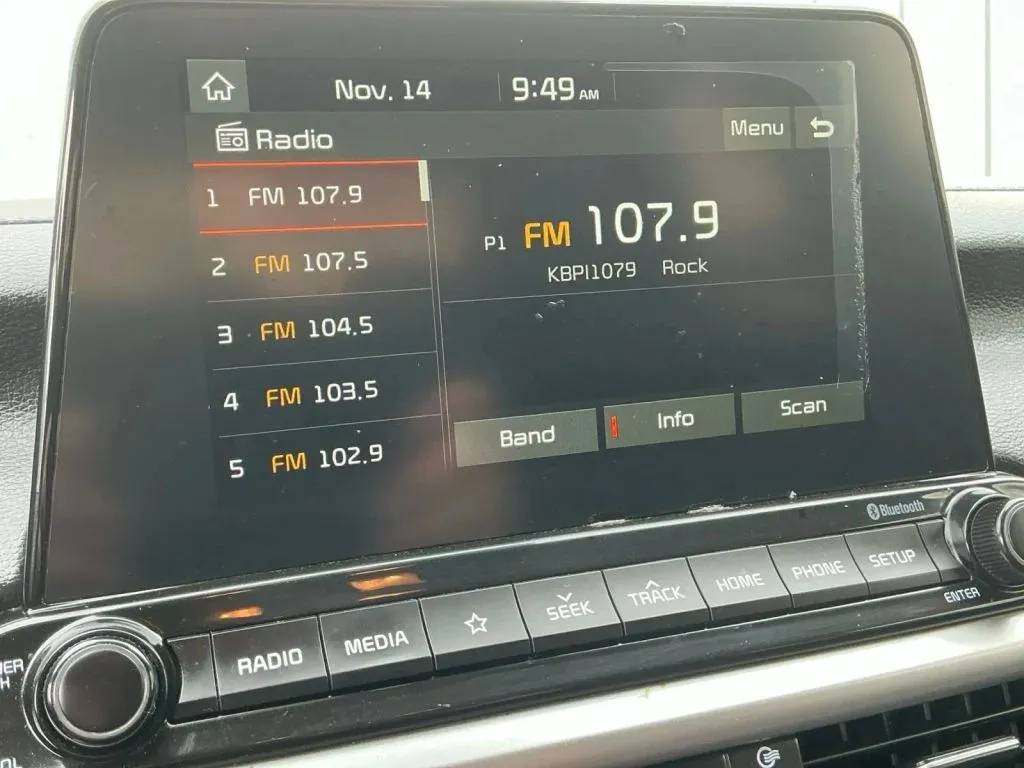 Nov. 14 9:49 AM
Radio Menu
1 FM 107.9
2 FM 107.5
3 FM 104.5
4 FM 103.5
5 FM 102.9
P1 FM 107.9
KBPI1079 Rock
Band Info Scan
Bluetooth
RADIO MEDIA SEEK TRACK HOME PHONE SETUP
ENTER